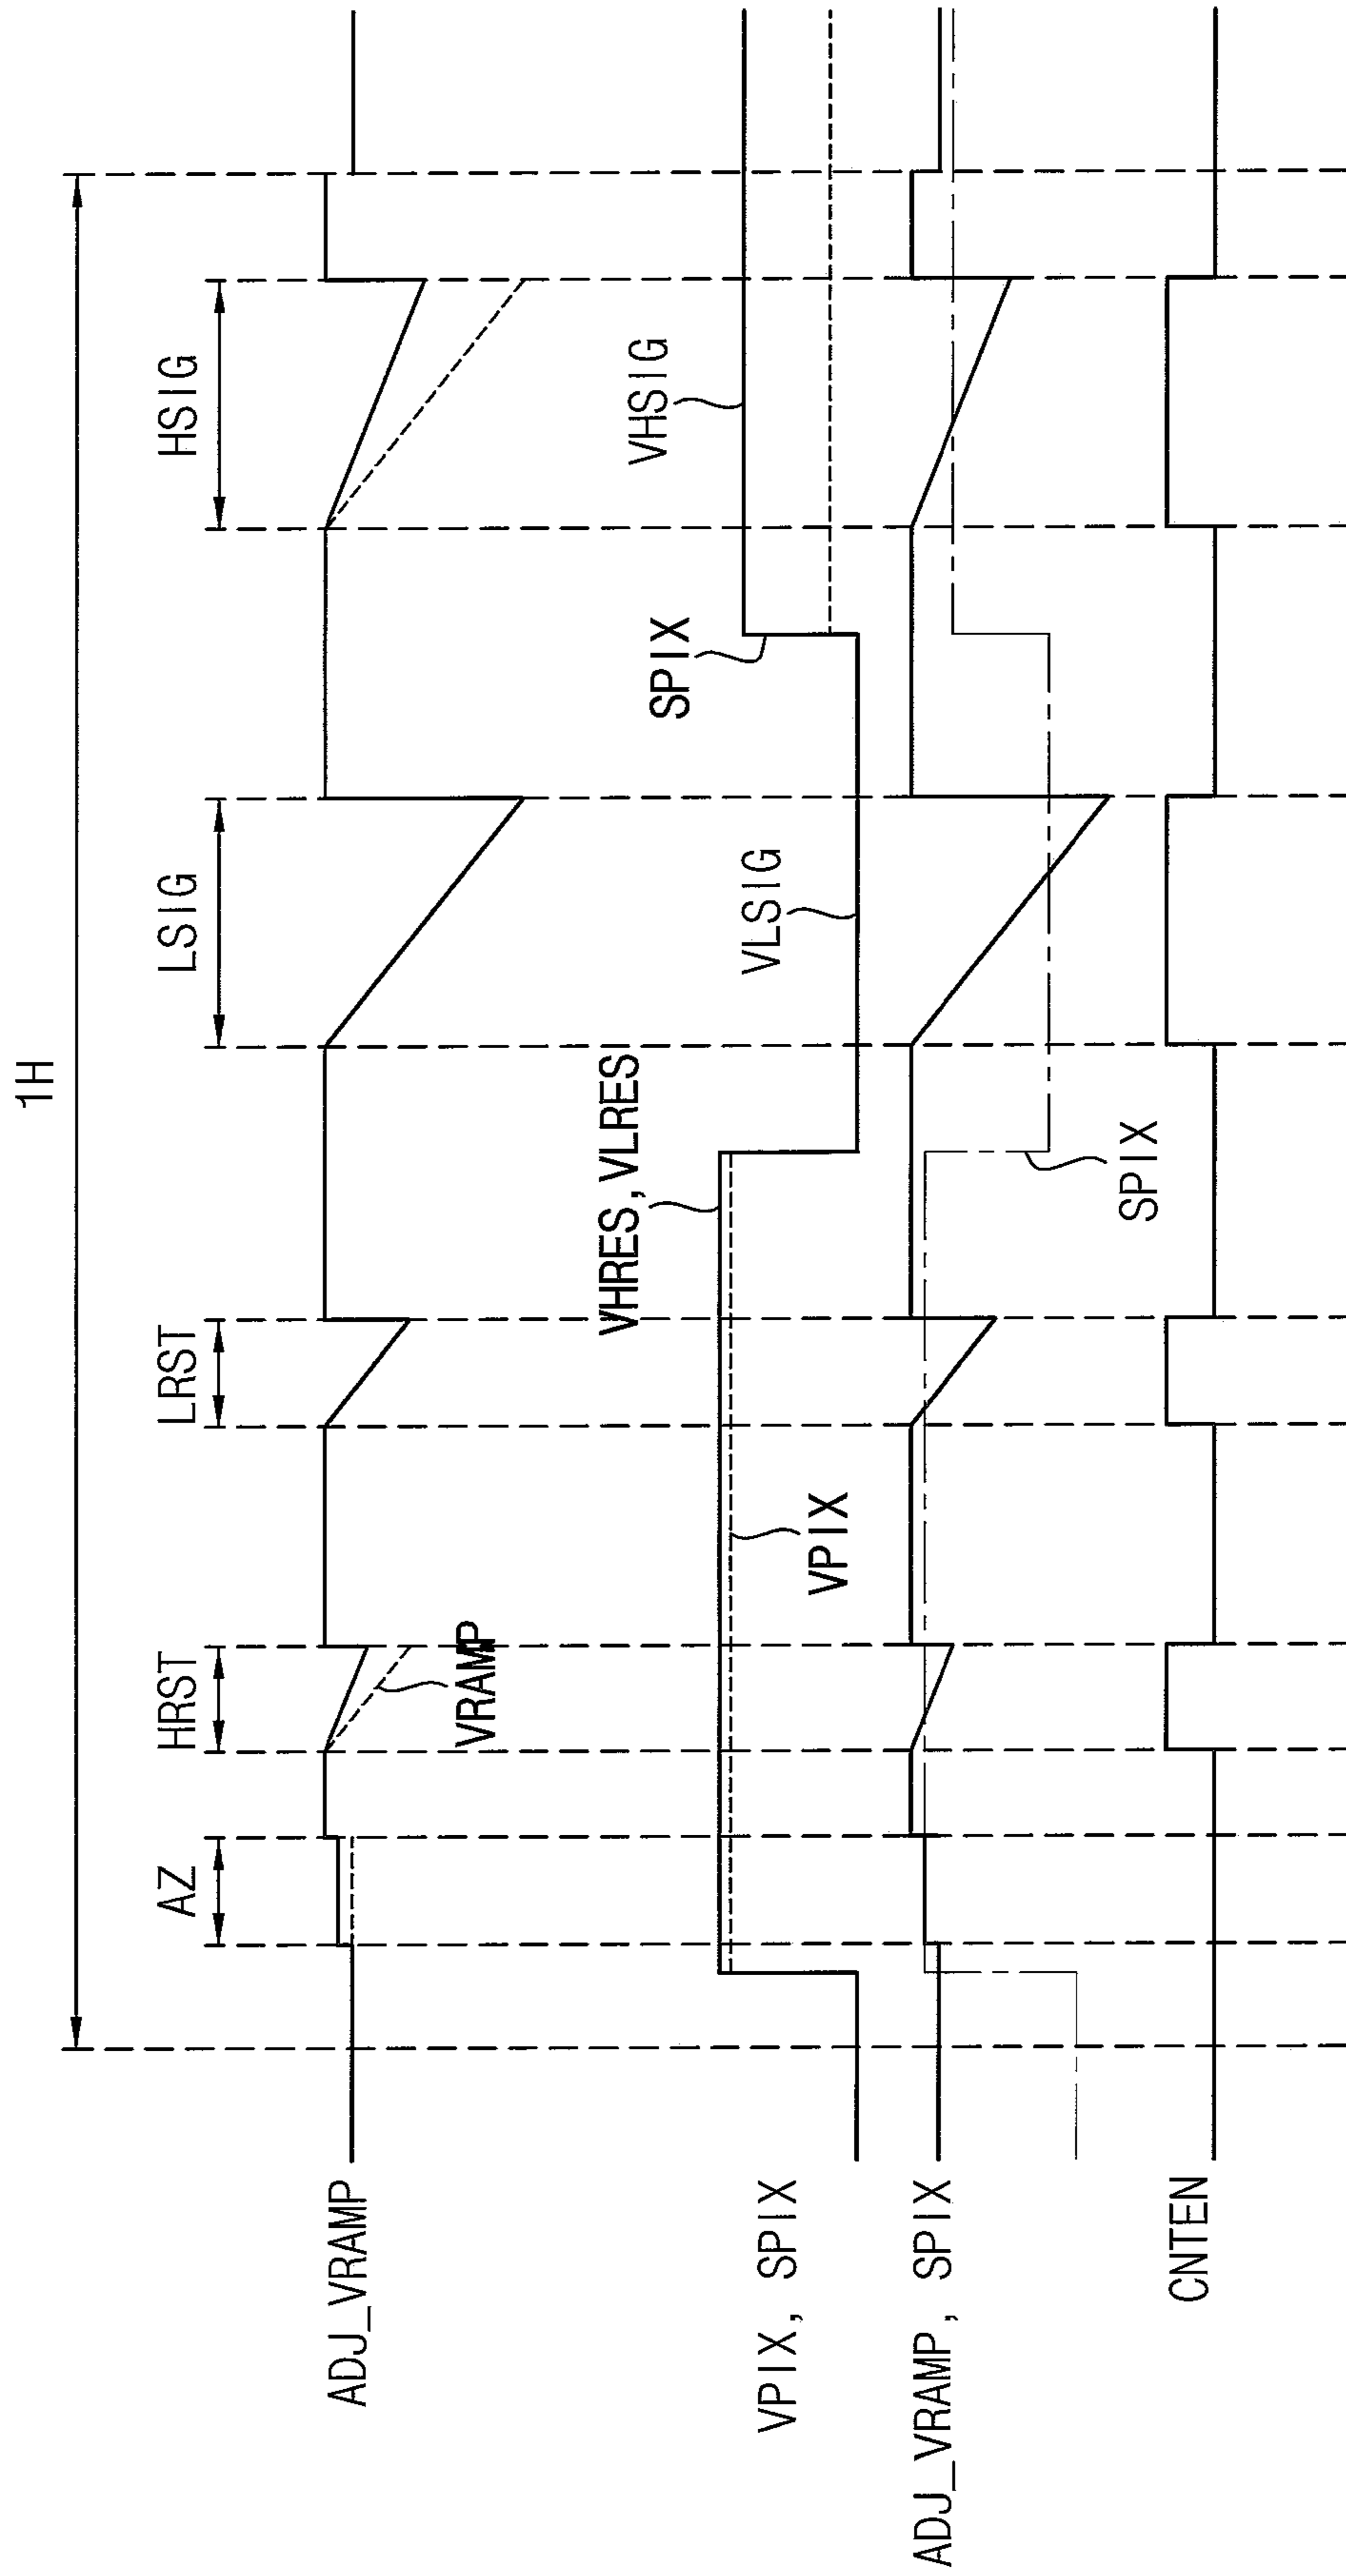 1H
AZ
HRST
LRST
LSIG
HSIG
ADJ_VRAMP
VRAMP
VPIX, SPIX
VPIX
VHRES, VLRES
VLSIG
SPIX
VHSIG
ADJ_VRAMP, SPIX
SPIX
CNTEN